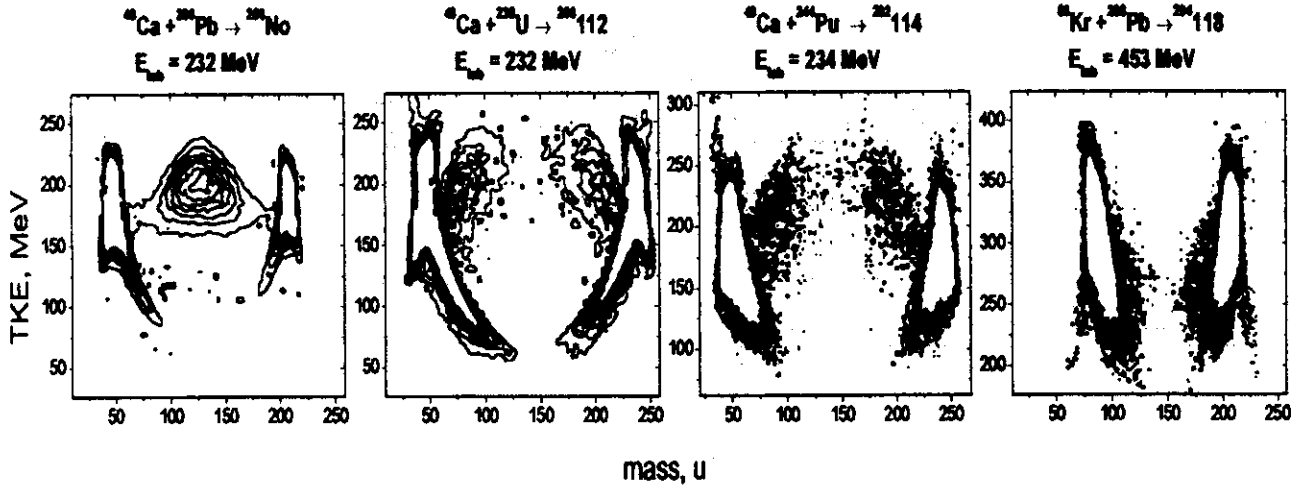 ⁴⁸Ca + Pb → No
E_lab = 232 MeV
⁴⁸Ca + ²³⁸U → ²⁸⁶112
E_lab = 232 MeV
⁴⁸Ca + ²⁴⁴Pu → ²⁹²114
E_lab = 234 MeV
⁸⁶Kr + ²⁰⁸Pb → ²⁹⁴118
E_lab = 453 MeV
TKE, MeV
250
200
150
100
50
50 100 150 200 250
250
200
150
100
50
50 100 150 200 250
300
250
200
150
100
50 100 150 200 250
400
350
300
250
200
50 100 150 200 250
mass, u